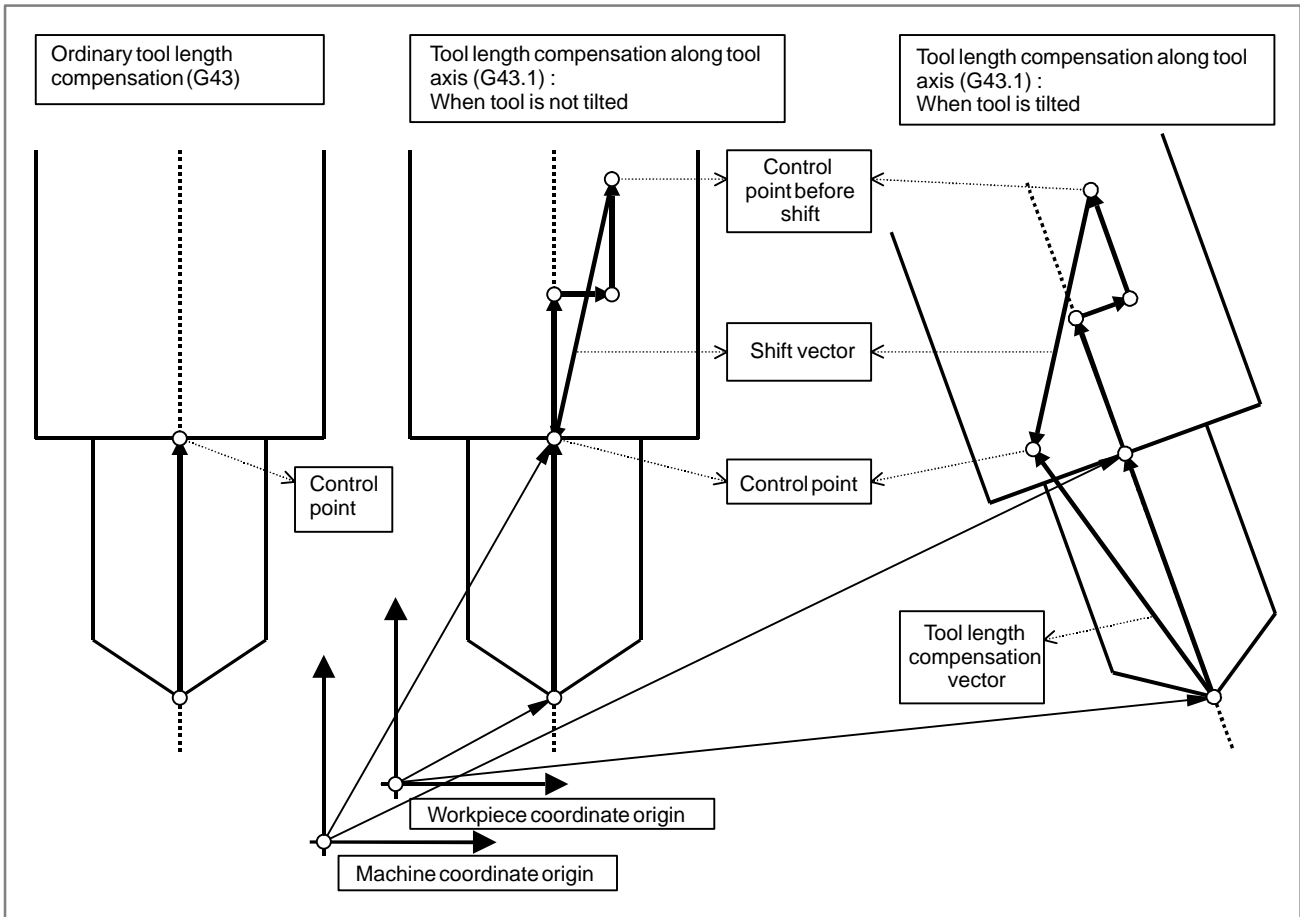 Ordinary tool length
compensation (G43)
Tool length compensation along tool
axis (G43.1) :
When tool is not tilted
Tool length compensation along tool
axis (G43.1) :
When tool is tilted
Control
point before
shift
Shift vector
Control
point
Control point
Tool length
compensation
vector
Workpiece coordinate origin
Machine coordinate origin